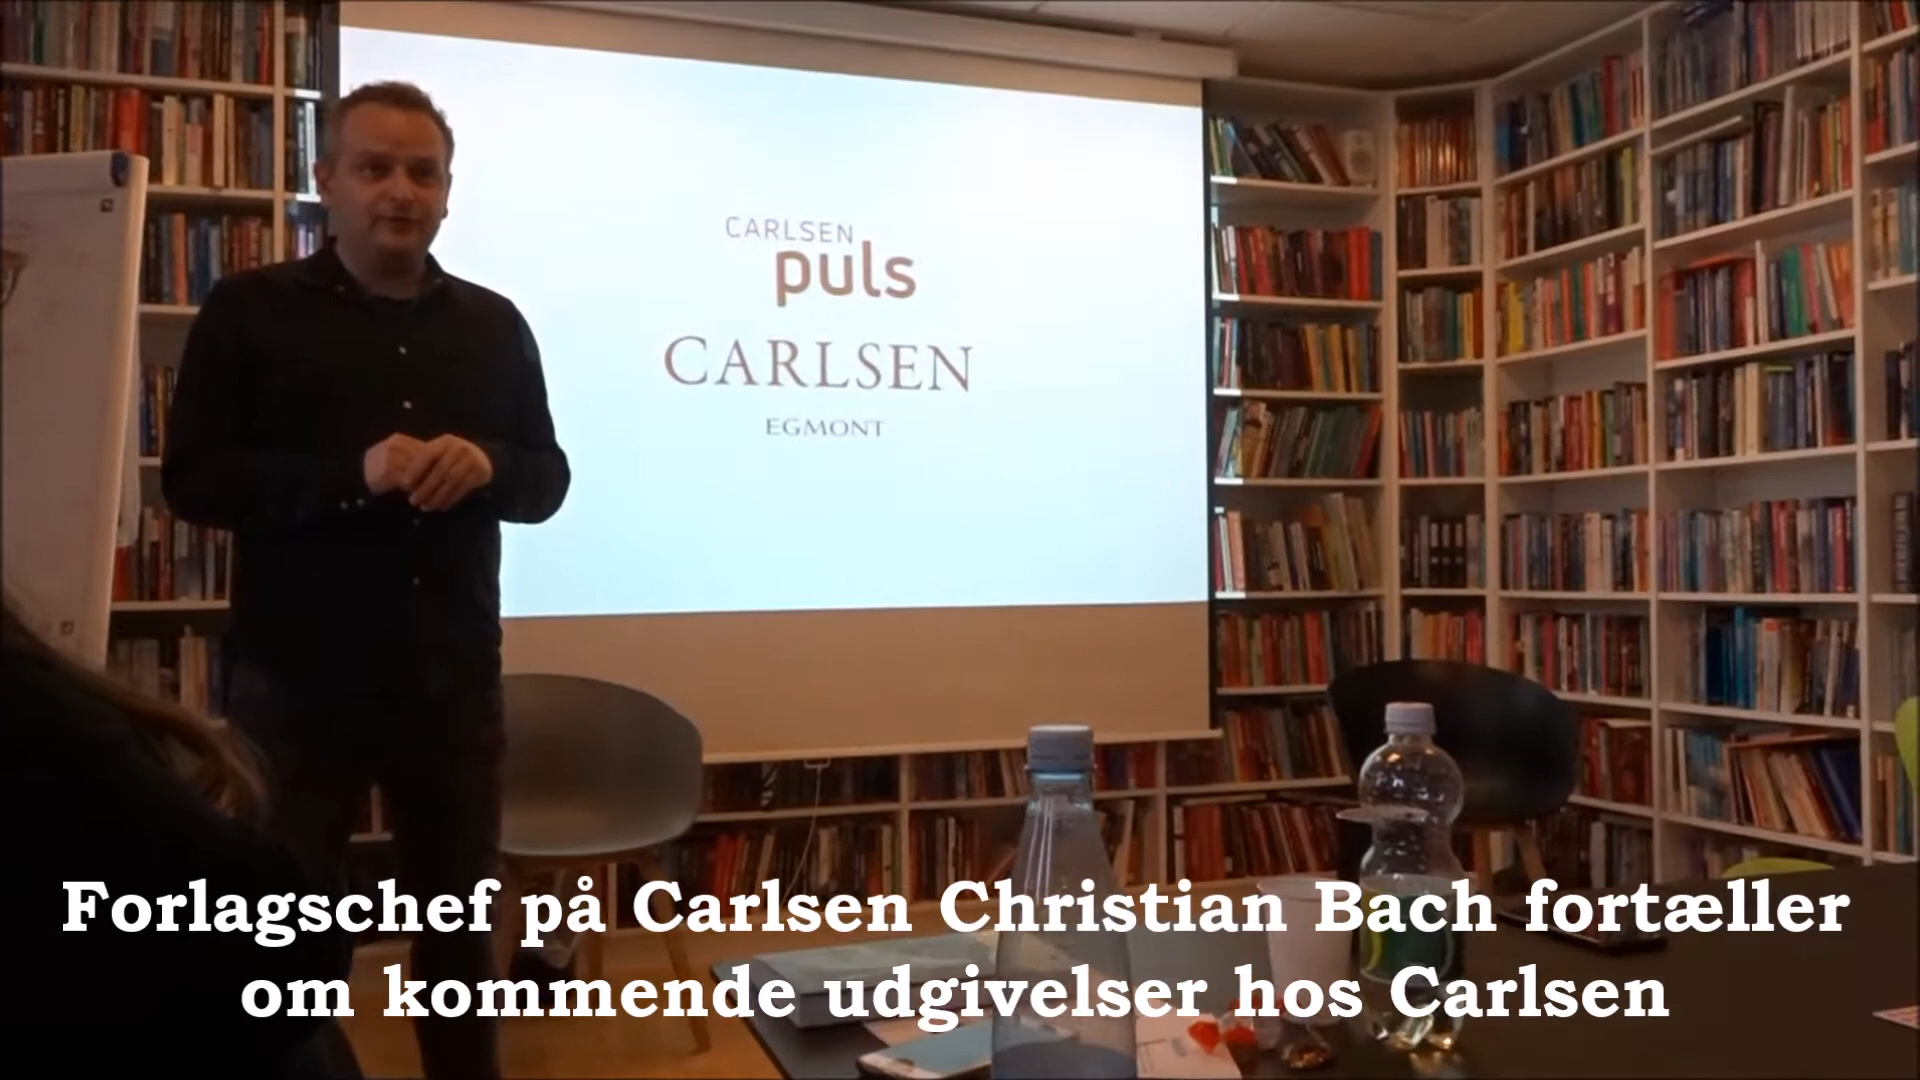 CARLSEN
puls
CARLSEN
EGMONT
Forlagschef på Carlsen Christian Bach fortæller
om kommende udgivelser hos Carlsen